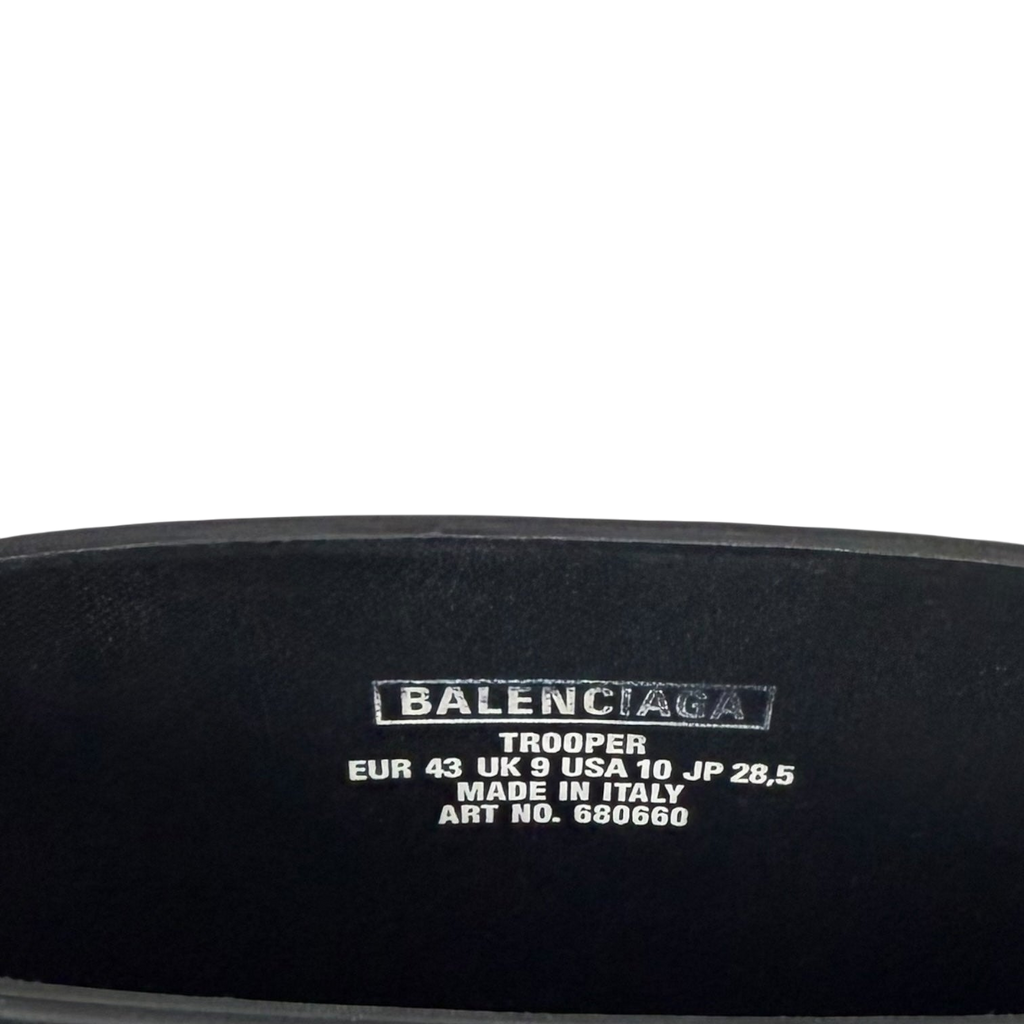 BALENCIAGA
TROOPER
EUR 43 UK 9 USA 10 JP 28,5
MADE IN ITALY
ART NO. 680660